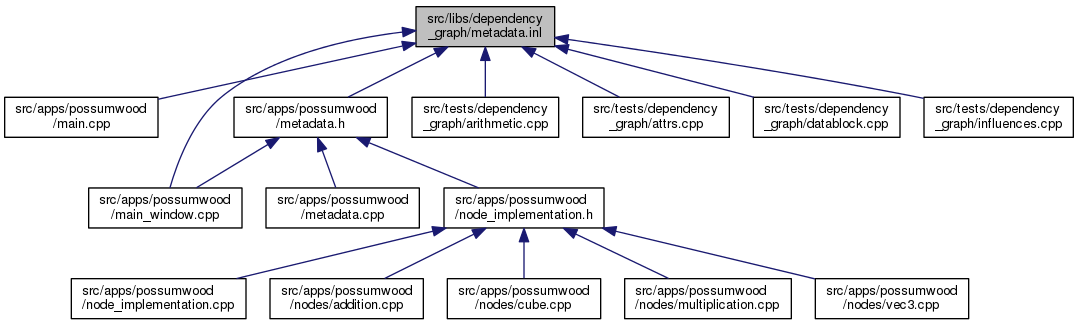 src/libs/dependency
_graph/metadata.inl
src/apps/possumwood
/main.cpp
src/apps/possumwood
/metadata.h
src/tests/dependency
_graph/arithmetic.cpp
src/tests/dependency
_graph/attrs.cpp
src/tests/dependency
_graph/datablock.cpp
src/tests/dependency
_graph/influences.cpp
src/apps/possumwood
/main_window.cpp
src/apps/possumwood
/metadata.cpp
src/apps/possumwood
/node_implementation.h
src/apps/possumwood
/node_implementation.cpp
src/apps/possumwood
/nodes/addition.cpp
src/apps/possumwood
/nodes/cube.cpp
src/apps/possumwood
/nodes/multiplication.cpp
src/apps/possumwood
/nodes/vec3.cpp